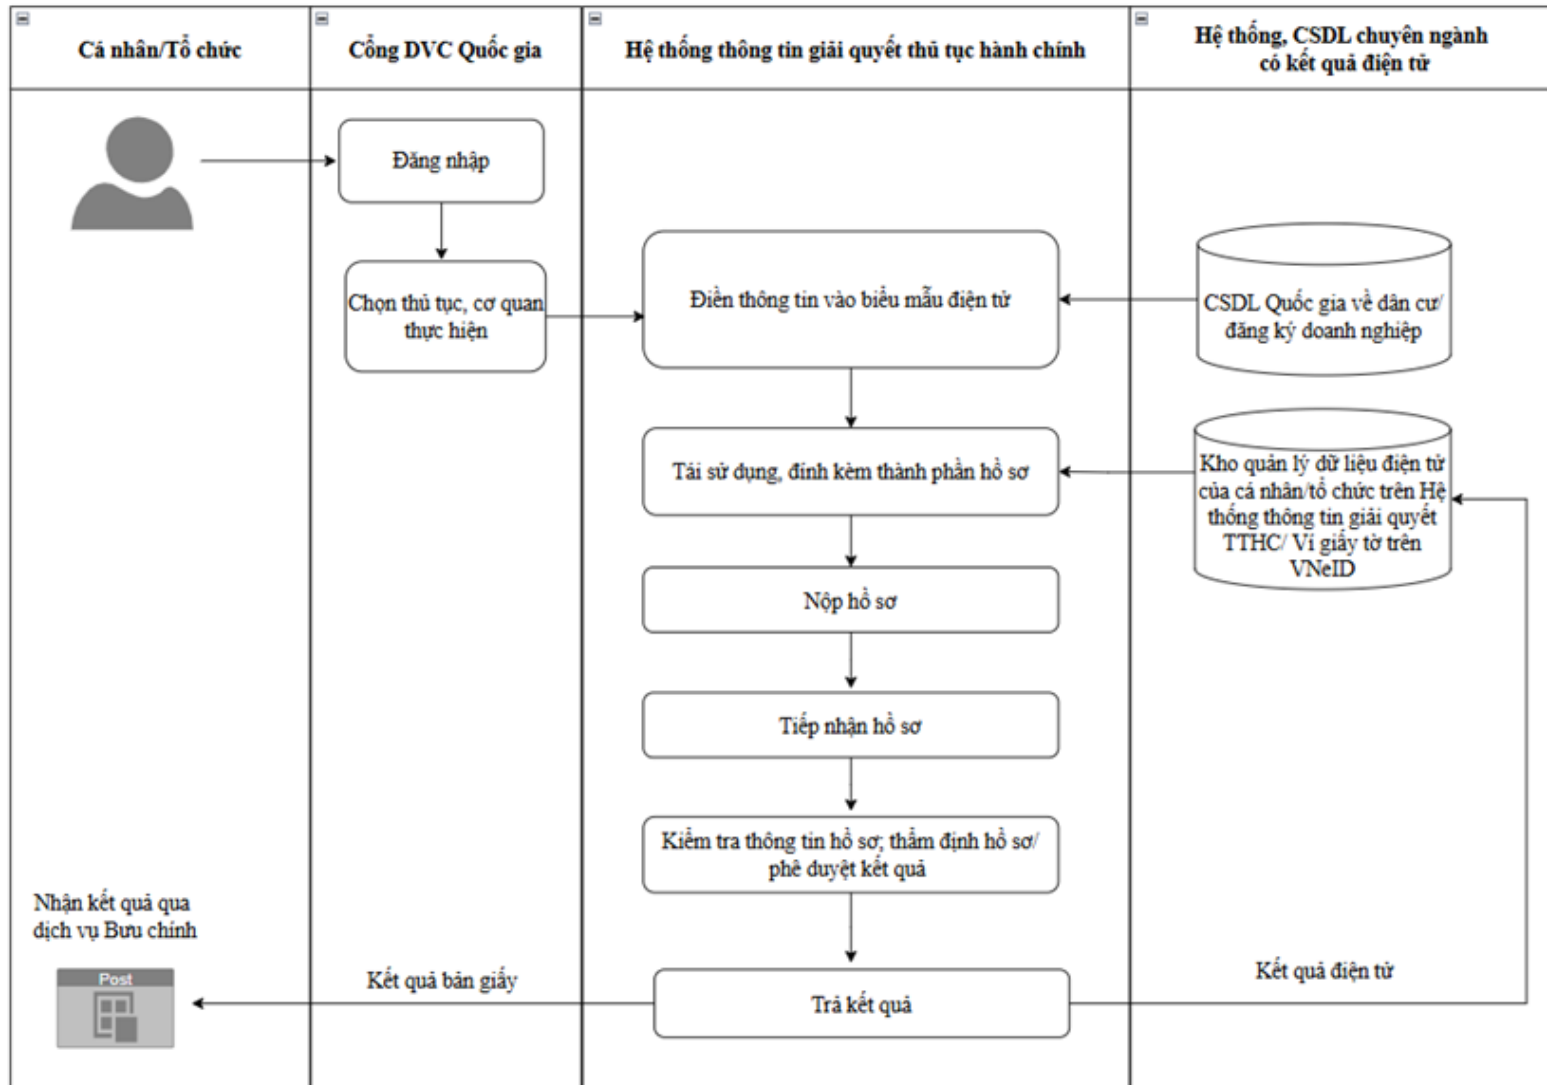 Cá nhân/Tổ chức
Cổng DVC Quốc gia
Hệ thống thông tin giải quyết thủ tục hành chính
Hệ thống, CSDL chuyên ngành
có kết quả điện tử
Đăng nhập
Chọn thủ tục, cơ quan
thực hiện
Điền thông tin vào biểu mẫu điện tử
CSDL Quốc gia về dân cư/
đăng ký doanh nghiệp
Tái sử dụng, đính kèm thành phần hồ sơ
Kho quản lý dữ liệu điện tử
của cá nhân/tổ chức trên Hệ
thống thông tin giải quyết
TTHC/ Ví giấy tờ trên
VNeID
Nộp hồ sơ
Tiếp nhận hồ sơ
Kiểm tra thông tin hồ sơ; thẩm định hồ sơ/
phê duyệt kết quả
Nhận kết quả qua
dịch vụ Bưu chính
Post
Kết quả bản giấy
Trả kết quả
Kết quả điện tử